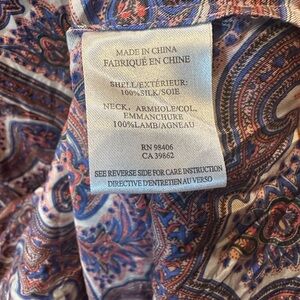 MADE IN CHINA
FABRIQUÉ EN CHINE
SHELL/EXTÉRIEUR:
100%SILK/SOIE
NECK, ARMHOLE/COL,
EMMANCHURE
100%LAMB/AGNEAU
RN 98406
CA 39862
SEE REVERSE SIDE FOR CARE INSTRUCTION
DIRECTIVE D'ENTRETIEN AU VERSO